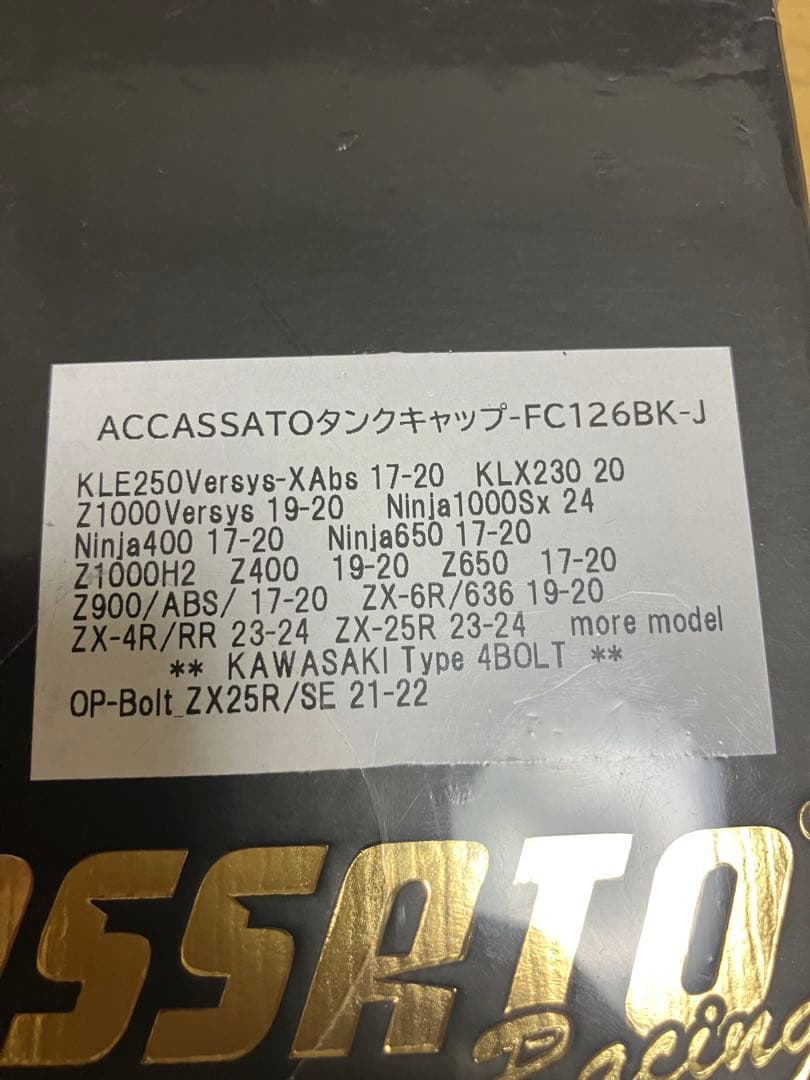 ACCASSATOタンクキャップ-FC126BK-J
KLE250Versys-XAbs 17-20 KLX230 20
Z1000Versys 19-20 Ninja1000Sx 24
Ninja400 17-20 Ninja650 17-20
Z1000H2 Z400 19-20 Z650 17-20
Z900/ABS/ 17-20 ZX-6R/636 19-20
ZX-4R/RR 23-24 ZX-25R 23-24 more model
** KAWASAKI Type 4BOLT **
OP-Bolt_ZX25R/SE 21-22
OSSATO
Racing